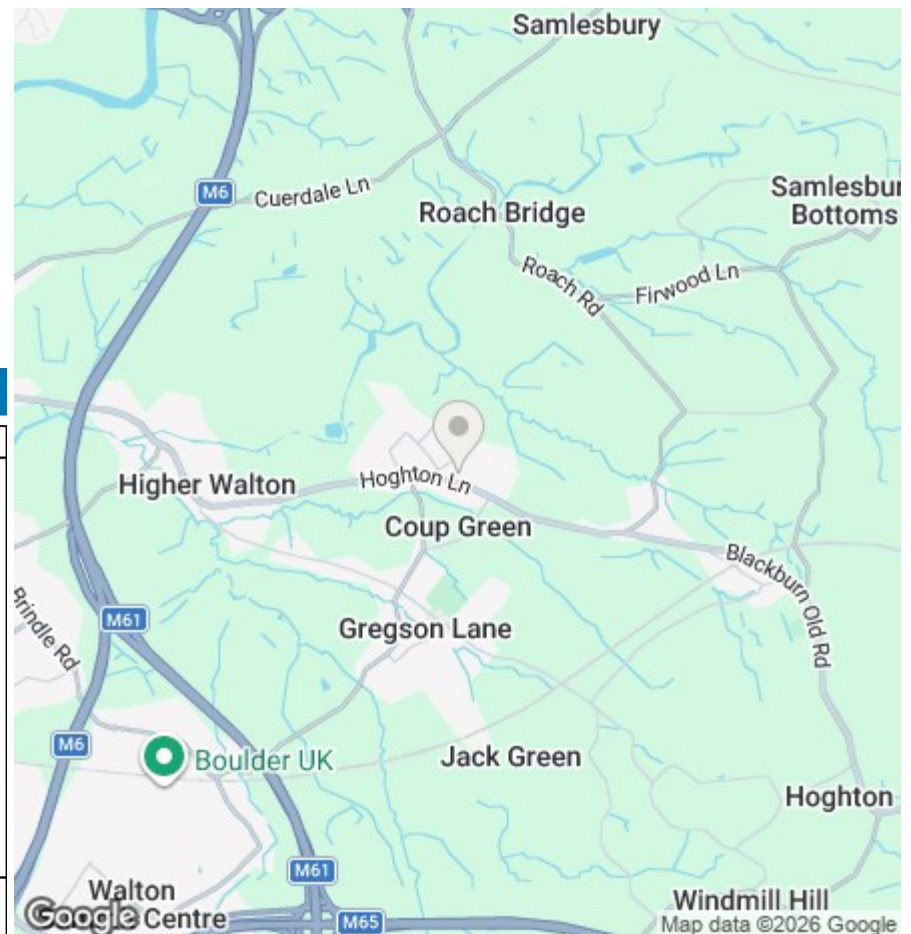 Samlesbury
M6
Cuerdale Ln
Roach Bridge
Samlesbur
Bottoms
Roach Rd
Firwood Ln
Higher Walton
Hoghton Ln
Coup Green
Blackburn Old Rd
Brindle Rd
M61
Gregson Lane
M6
Boulder UK
Jack Green
Hoghton
M61
Walton
Centre
Windmill Hill
Google
M65
Map data ©2026 Google